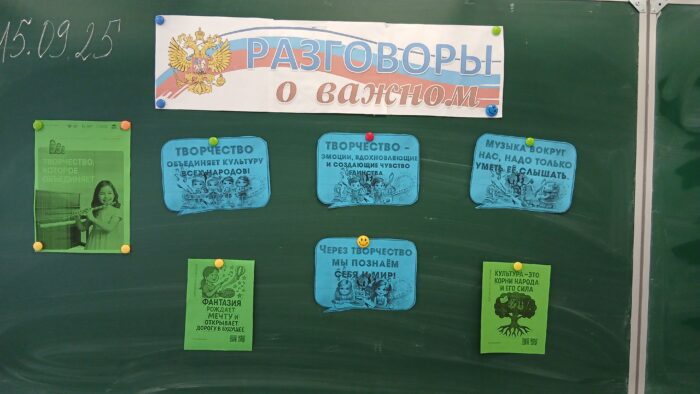 15.09.25
РАЗГОВОРЫ
о важном
ТВОРЧЕСТВО,
КОТОРОЕ
ОБЪЕДИНЯЕТ
ТВОРЧЕСТВО
ОБЪЕДИНЯЕТ КУЛЬТУРУ
ВСЕХ НАРОДОВ!
ТВОРЧЕСТВО -
ЭМОЦИИ, ВДОХНОВЛЯЮЩИЕ
И СОЗДАЮЩИЕ ЧУВСТВО
ЕДИНСТВА
МУЗЫКА ВОКРУГ
НАС, НАДО ТОЛЬКО
УМЕТЬ ЕЁ СЛЫШАТЬ.
ЧЕРЕЗ ТВОРЧЕСТВО
МЫ ПОЗНАЁМ
СЕБЯ И МИР!
ФАНТАЗИЯ
РОЖДАЕТ
МЕЧТУ И
ОТКРЫВАЕТ
ДОРОГУ В БУДУЩЕЕ
КУЛЬТУРА-ЭТО
КОРНИ НАРОДА
И ЕГО СИЛА